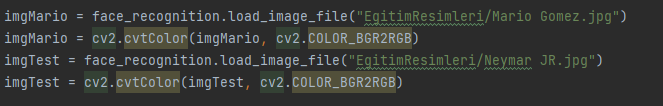 imgMario = face_recognition.load_image_file("EgitimResimleri/Mario Gomez.jpg")
imgMario = cv2.cvtColor(imgMario, cv2.COLOR_BGR2RGB)
imgTest = face_recognition.load_image_file("EgitimResimleri/Neymar JR.jpg")
imgTest = cv2.cvtColor(imgTest, cv2.COLOR_BGR2RGB)